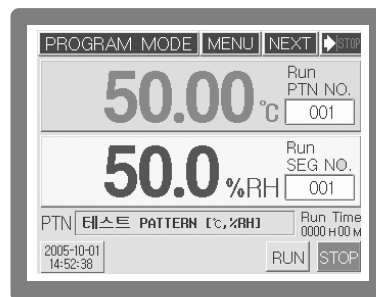 PROGRAM MODE MENU NEXT STOP
50.00 ℃
Run
PTN NO.
001
50.0 %RH
Run
SEG NO.
001
PTN 테스트 PATTERN [℃,%RH]
Run Time
0000 H 00 M
2005-10-01
14:52:38
RUN STOP